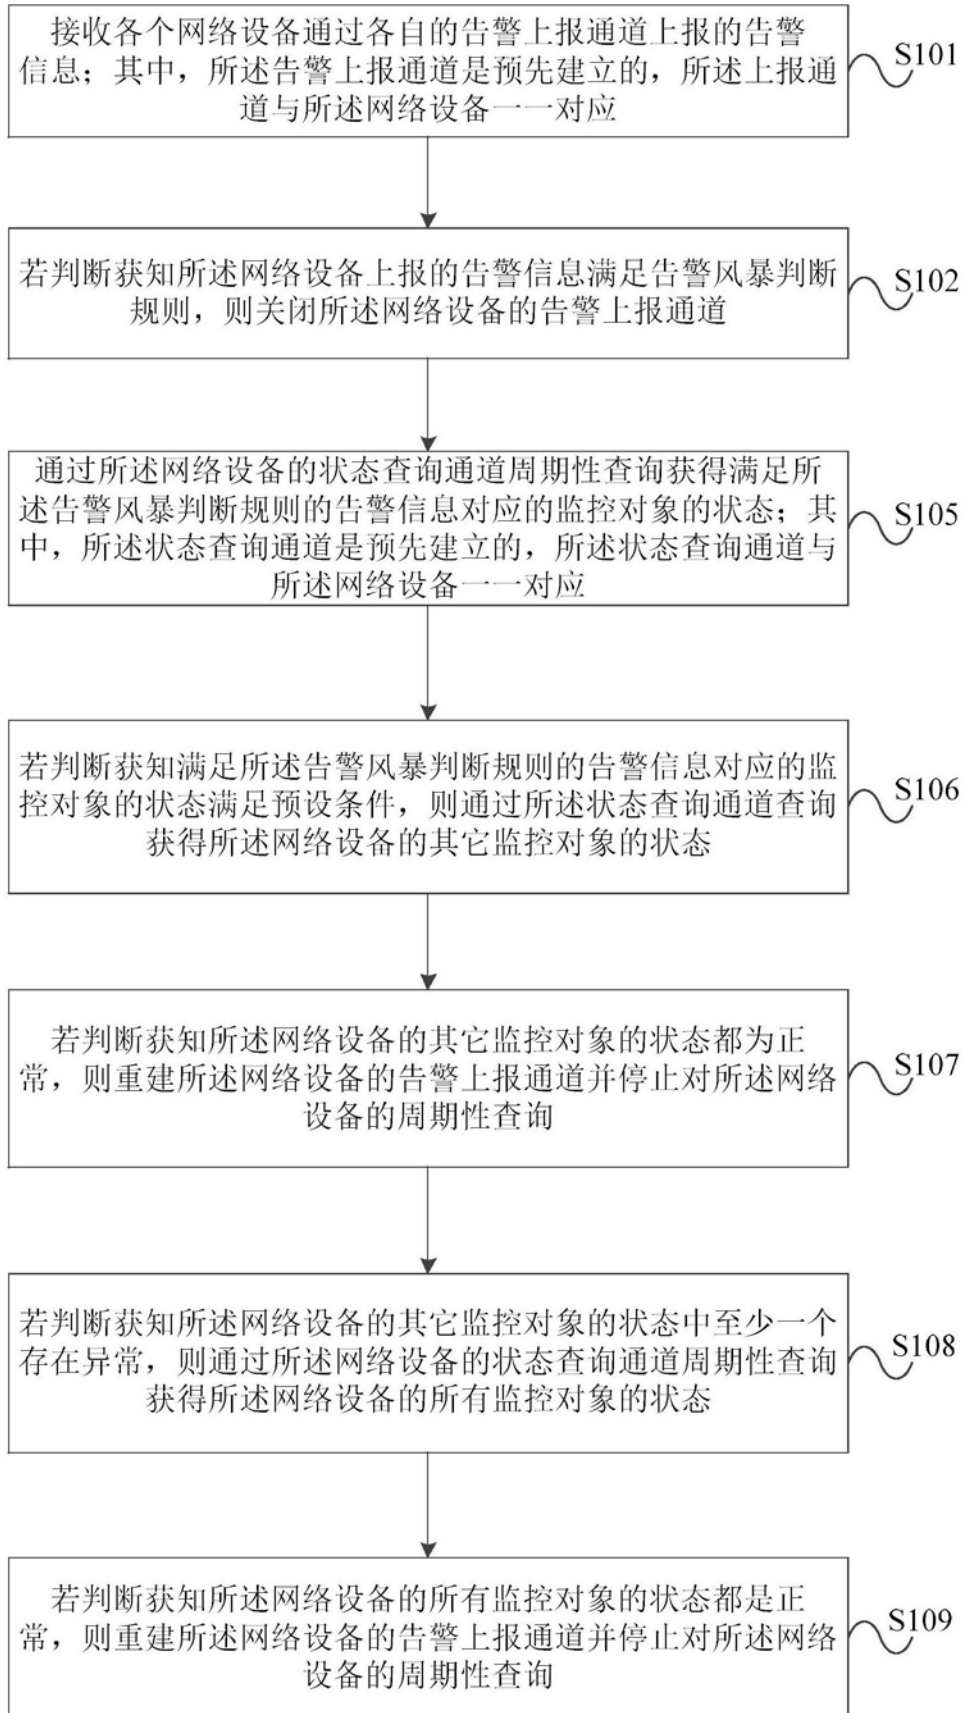 接收各个网络设备通过各自的告警上报通道上报的告警
信息；其中，所述告警上报通道是预先建立的，所述上报通
道与所述网络设备一一对应
S101
若判断获知所述网络设备上报的告警信息满足告警风暴判断
规则，则关闭所述网络设备的告警上报通道
S102
通过所述网络设备的状态查询通道周期性查询获得满足所
述告警风暴判断规则的告警信息对应的监控对象的状态；其
中，所述状态查询通道是预先建立的，所述状态查询通道与
所述网络设备一一对应
S105
若判断获知满足所述告警风暴判断规则的告警信息对应的监
控对象的状态满足预设条件，则通过所述状态查询通道查询
获得所述网络设备的其它监控对象的状态
S106
若判断获知所述网络设备的其它监控对象的状态都为正
常，则重建所述网络设备的告警上报通道并停止对所述网络
设备的周期性查询
S107
若判断获知所述网络设备的其它监控对象的状态中至少一个
存在异常，则通过所述网络设备的状态查询通道周期性查询
获得所述网络设备的所有监控对象的状态
S108
若判断获知所述网络设备的所有监控对象的状态都是正
常，则重建所述网络设备的告警上报通道并停止对所述网络
设备的周期性查询
S109